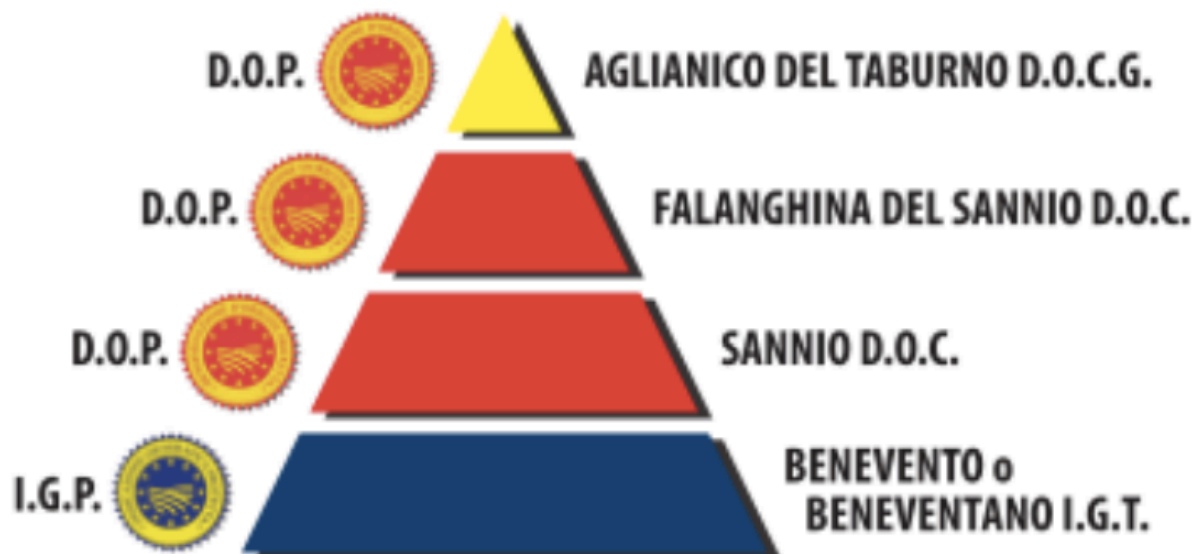 D.O.P. AGLIANICO DEL TABURNO D.O.C.G.
D.O.P. FALANGHINA DEL SANNIO D.O.C.
D.O.P. SANNIO D.O.C.
I.G.P. BENEVENTO o
BENEVENTANO I.G.T.